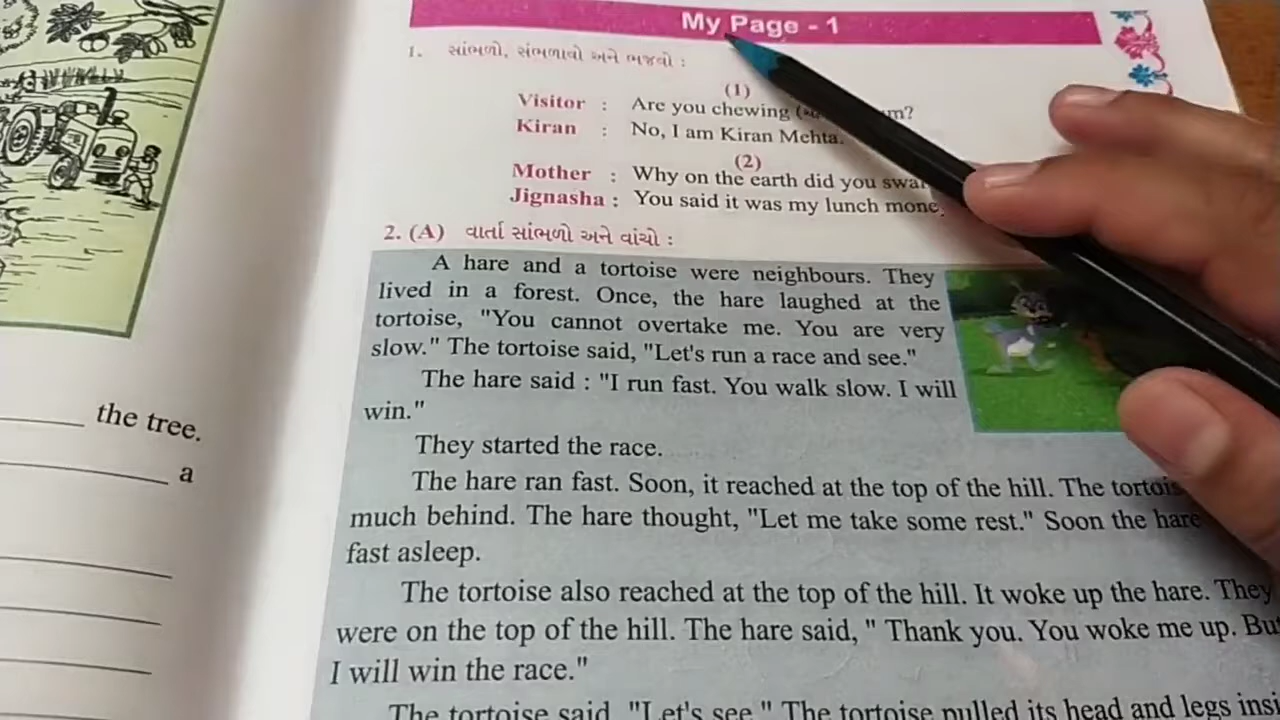 My Page - 1
1. સાંભળો, સંભળાવો અને ભજવો :
(1)
Visitor : Are you chewing
Kiran : No, I am Kiran Mehta.
(2)
Mother : Why on the earth did you
Jignasha : You said it was my lunch
2. (A) વાર્તા સાંભળો અને વાંચો :
A hare and a tortoise were neighbours. They
lived in a forest. Once, the hare laughed at the
tortoise, "You cannot overtake me. You are very
slow." The tortoise said, "Let's run a race and see."
The hare said : "I run fast. You walk slow. I will
win."
They started the race.
The hare ran fast. Soon, it reached at the top of the hill. The
much behind. The hare thought, "Let me take some rest." Soon the hare
fast asleep.
The tortoise also reached at the top of the hill. It woke up the hare. They
were on the top of the hill. The hare said, " Thank you. You woke me up. But
I will win the race."
The tortoise said, "Let's see." The tortoise pulled its head and legs
the tree.
a